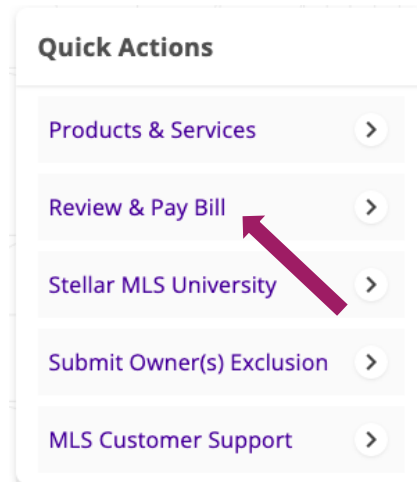 Quick Actions
Products & Services
Review & Pay Bill
Stellar MLS University
Submit Owner(s) Exclusion
MLS Customer Support